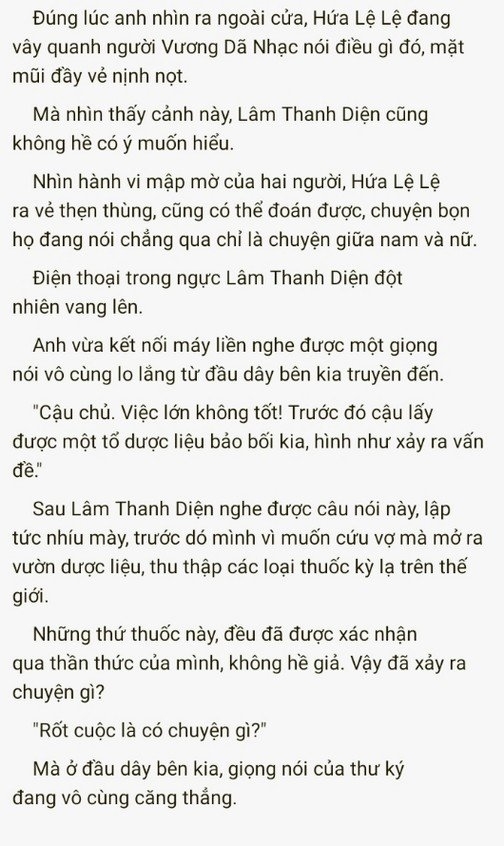 Đúng lúc anh nhìn ra ngoài cửa, Hứa Lệ Lệ đang
vây quanh người Vương Dã Nhạc nói điều gì đó, mặt
mũi đầy vẻ nịnh nọt.
Mà nhìn thấy cảnh này, Lâm Thanh Diện cũng
không hề có ý muốn hiểu.
Nhìn hành vi mập mờ của hai người, Hứa Lệ Lệ
ra vẻ thẹn thùng, cũng có thể đoán được, chuyện bọn
họ đang nói chẳng qua chỉ là chuyện giữa nam và nữ.
Điện thoại trong ngực Lâm Thanh Diện đột
nhiên vang lên.
Anh vừa kết nối máy liền nghe được một giọng
nói vô cùng lo lắng từ đầu dây bên kia truyền đến.
"Cậu chủ. Việc lớn không tốt! Trước đó cậu lấy
được một tổ dược liệu bảo bối kia, hình như xảy ra vấn
đề."
Sau Lâm Thanh Diện nghe được câu nói này, lập
tức nhíu mày, trước dó mình vì muốn cứu vợ mà mở ra
vườn dược liệu, thu thập các loại thuốc kỳ lạ trên thế
giới.
Những thứ thuốc này, đều đã được xác nhận
qua thần thức của mình, không hề giả. Vậy đã xảy ra
chuyện gì?
"Rốt cuộc là có chuyện gì?"
Mà ở đầu dây bên kia, giọng nói của thư ký
đang vô cùng căng thẳng.